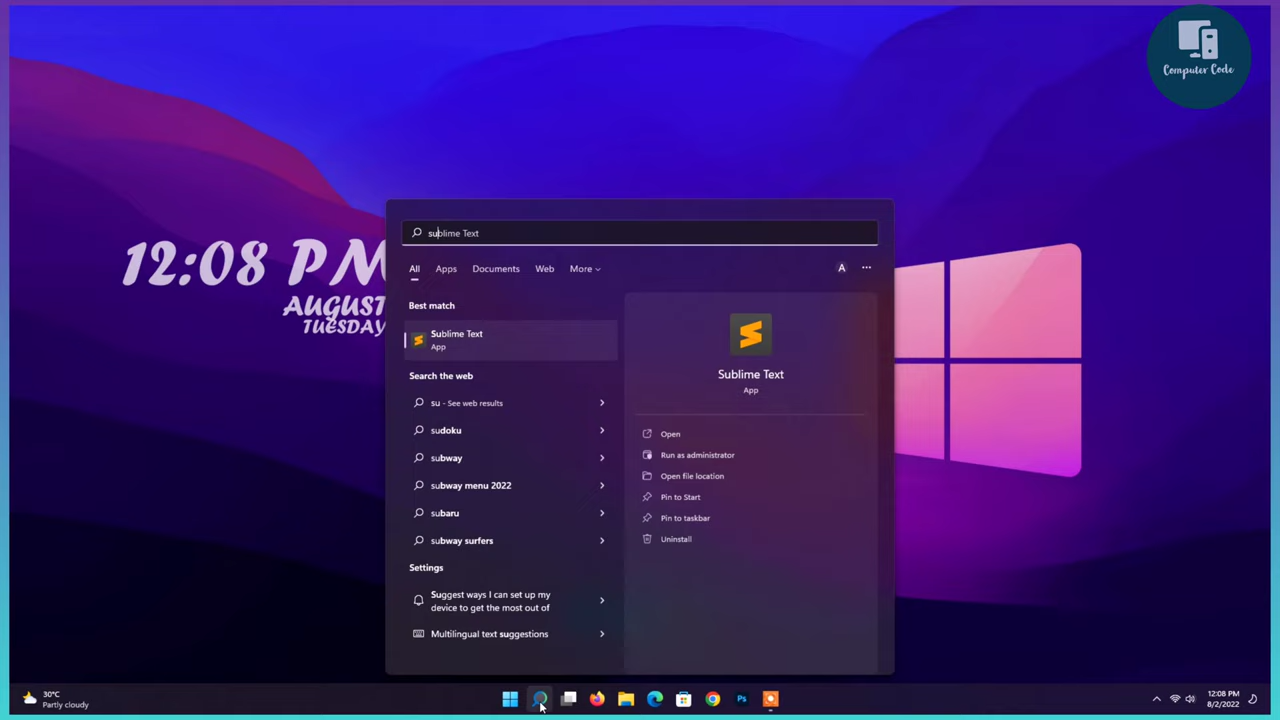 Computer Code
12:08 PM
AUGUST
TUESDAY
sublime Text
All Apps Documents Web More A ...
Best match
Sublime Text
App
Search the web
su - See web results
sudoku
subway
subway menu 2022
subaru
subway surfers
Settings
Suggest ways I can set up my
device to get the most out of
Multilingual text suggestions
Sublime Text
App
Open
Run as administrator
Open file location
Pin to Start
Pin to taskbar
Uninstall
30°C
Partly cloudy
Ps
12:08 PM
8/2/2022